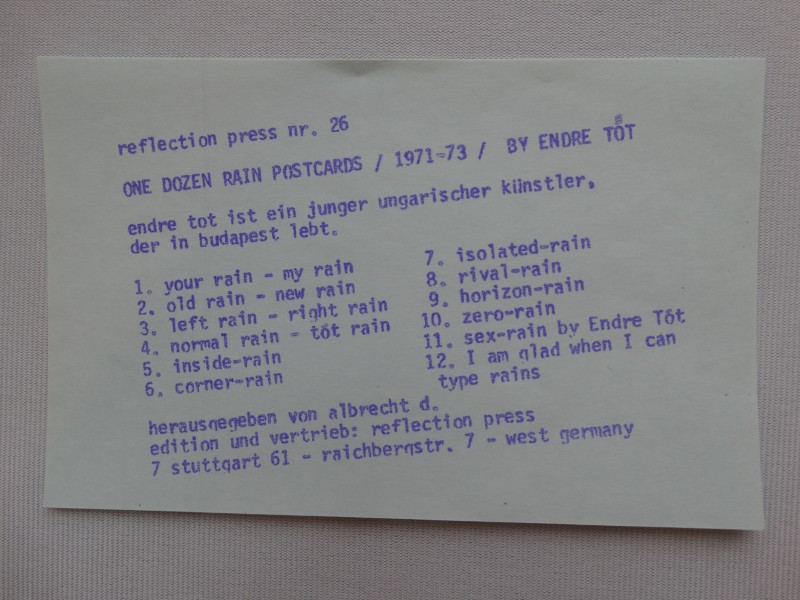 reflection press nr. 26
ONE DOZEN RAIN POSTCARDS / 1971-73 / BY ENDRE TÓT
endre tot ist ein junger ungarischer künstler,
der in budapest lebt.
1. your rain - my rain
2. old rain - new rain
3. left rain - right rain
4. normal rain - tót rain
5. inside-rain
6. corner-rain
7. isolated-rain
8. rival-rain
9. horizon-rain
10. zero-rain
11. sex-rain by Endre Tót
12. I am glad when I can
type rains
herausgegeben von albrecht d.
edition und vertrieb: reflection press
7 stuttgart 61 - raichbergstr. 7 - west germany